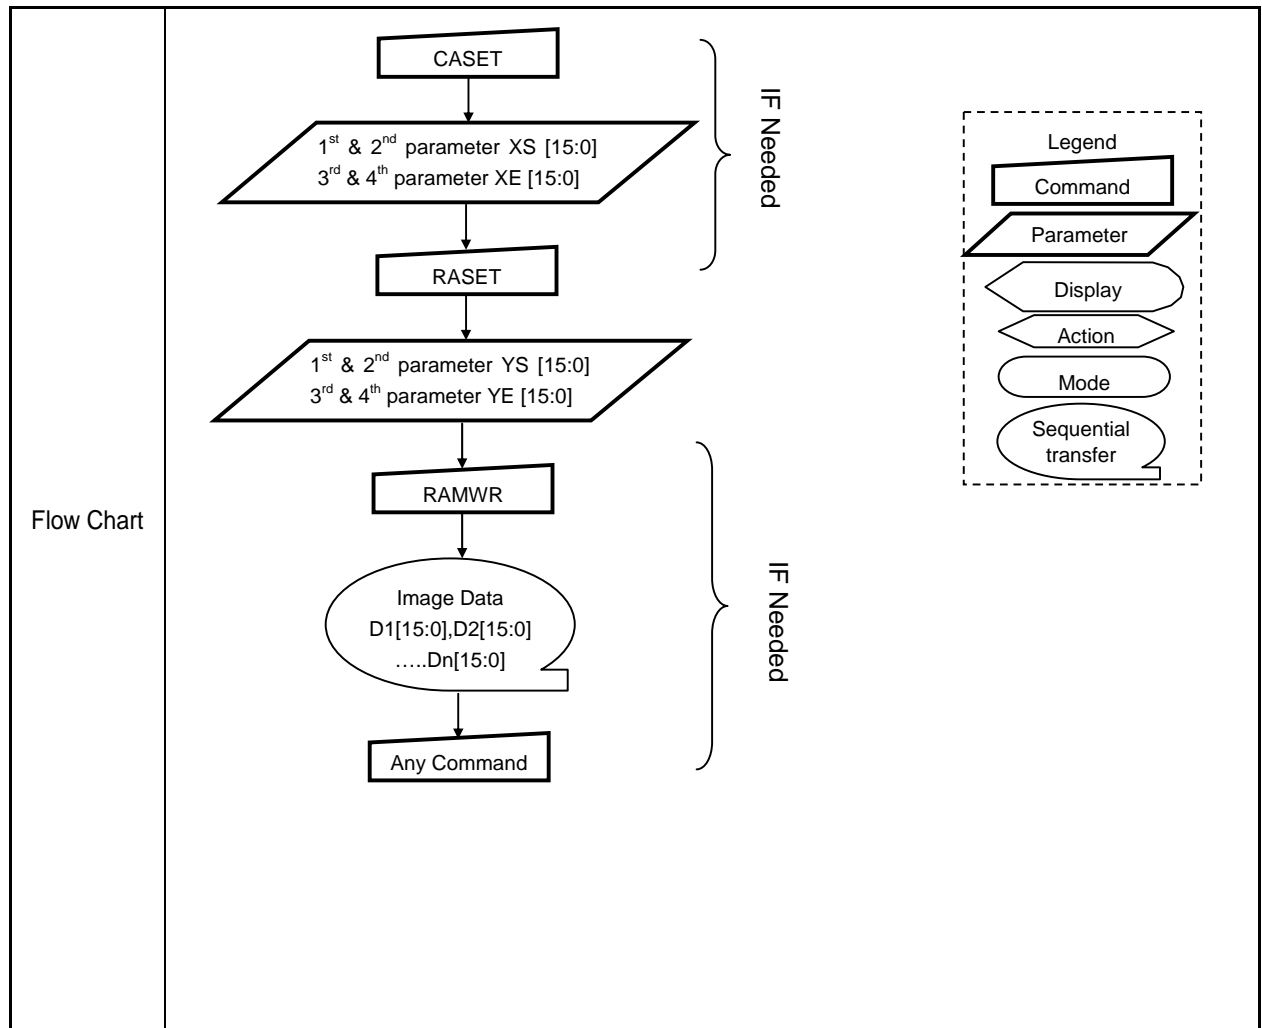 Flow Chart
CASET
1st & 2nd parameter XS [15:0]
3rd & 4th parameter XE [15:0]
RASET
1st & 2nd parameter YS [15:0]
3rd & 4th parameter YE [15:0]
RAMWR
Image Data
D1[15:0],D2[15:0]
.....Dn[15:0]
Any Command
IF Needed
IF Needed
Legend
Command
Parameter
Display
Action
Mode
Sequential
transfer